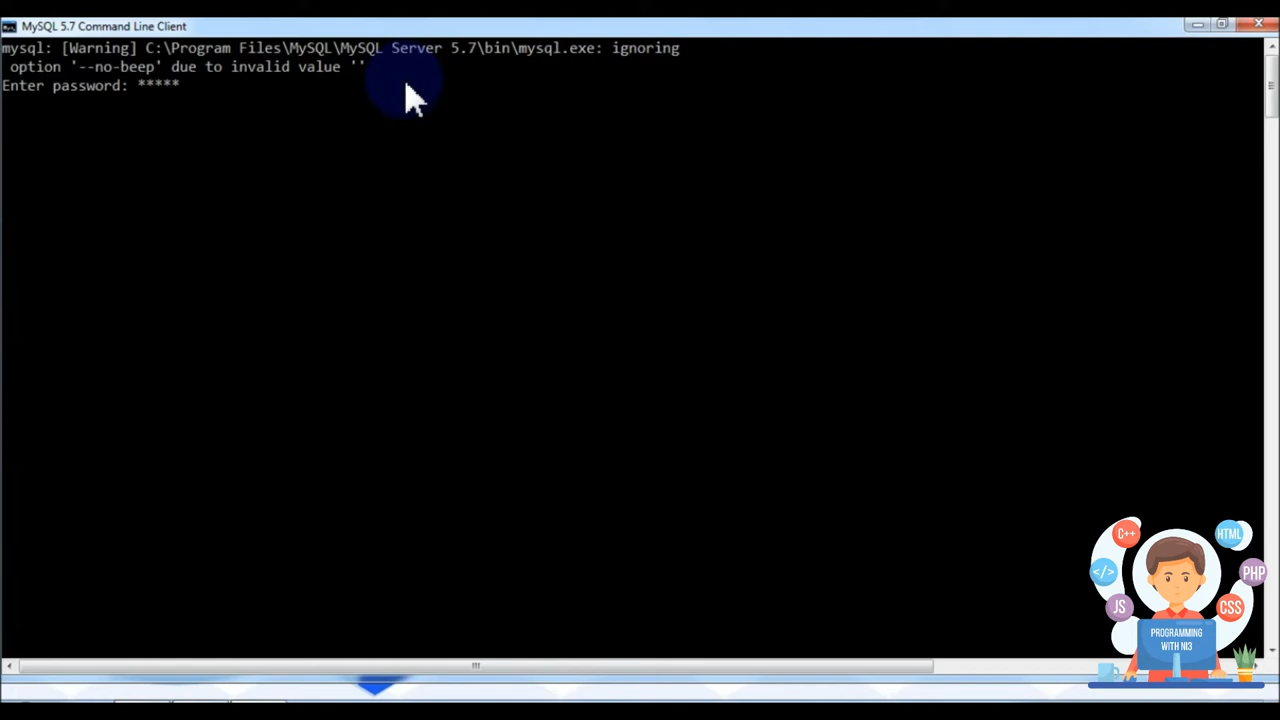 MySQL 5.7 Command Line Client
mysql: [Warning] C:\Program Files\MySQL\MySQL Server 5.7\bin\mysql.exe: ignoring
option '--no-beep' due to invalid value ''
Enter password: *****
C++
HTML
</>
PHP
JS
CSS
PROGRAMMING
WITH NI3